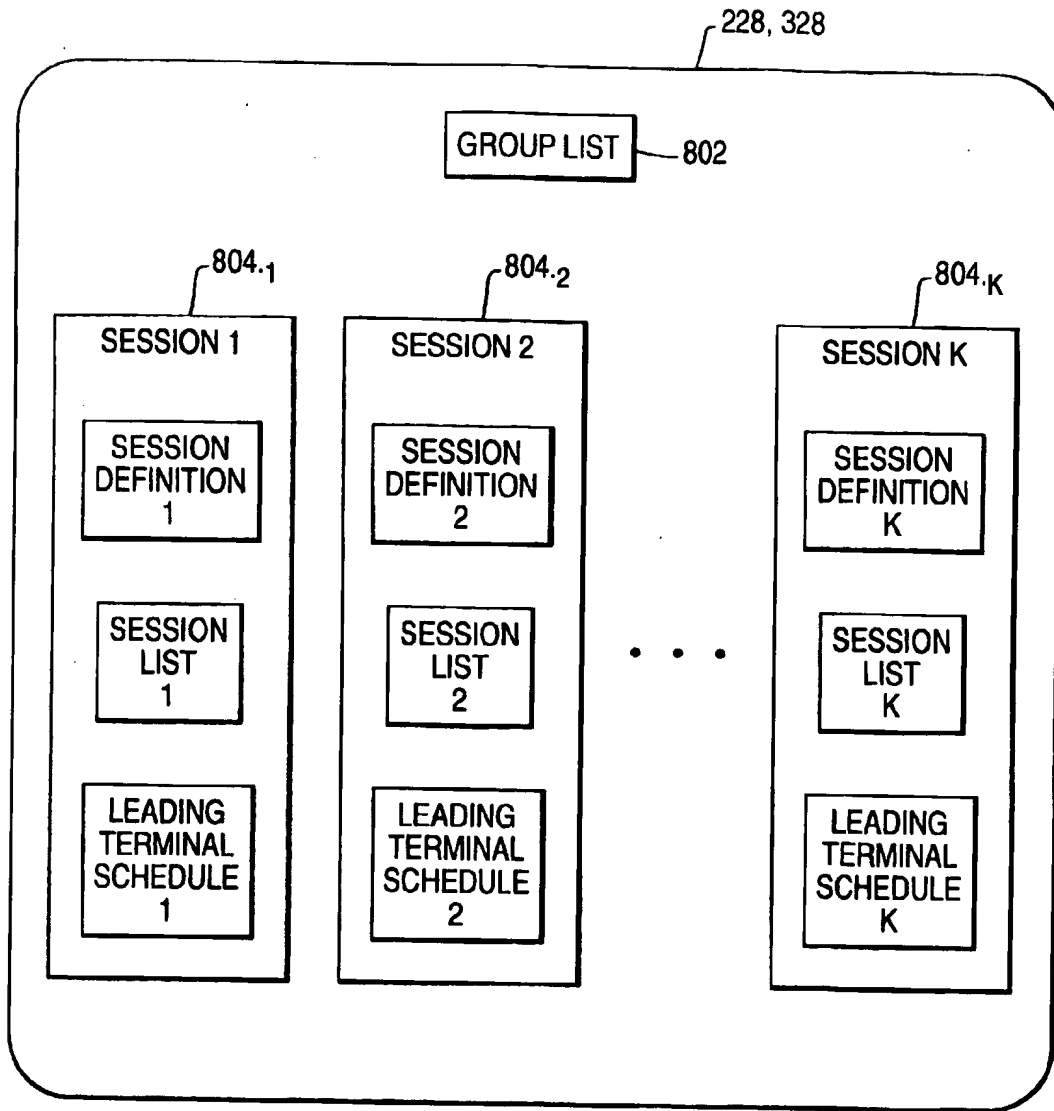 228, 328
GROUP LIST
802
804.1
804.2
804.K
SESSION 1
SESSION DEFINITION 1
SESSION LIST 1
LEADING TERMINAL SCHEDULE 1
SESSION 2
SESSION DEFINITION 2
SESSION LIST 2
LEADING TERMINAL SCHEDULE 2
• • •
SESSION K
SESSION DEFINITION K
SESSION LIST K
LEADING TERMINAL SCHEDULE K